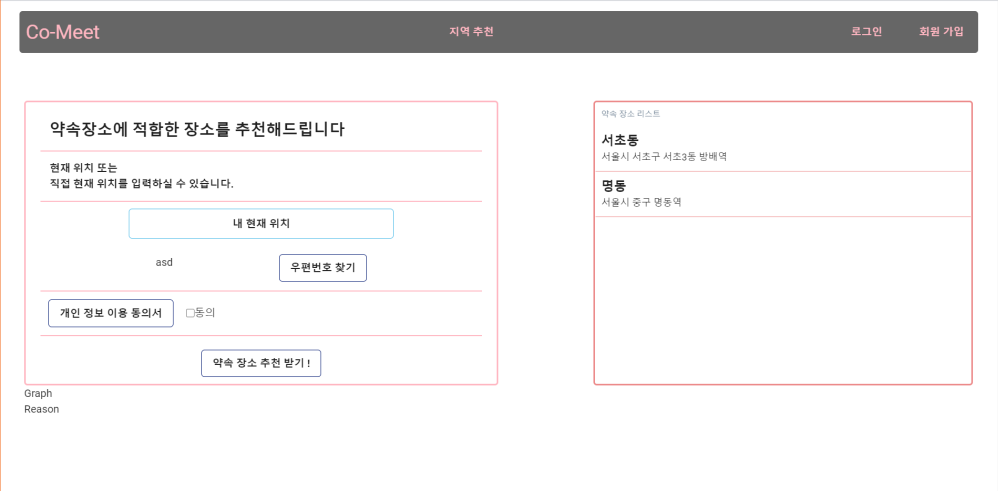 Co-Meet
지역 추천
로그인
회원 가입
약속장소에 적합한 장소를 추천해드립니다
현재 위치 또는
직접 현재 위치를 입력하실 수 있습니다.
내 현재 위치
asd
우편번호 찾기
개인 정보 이용 동의서
동의
약속 장소 추천 받기 !
Graph
Reason
약속 장소 리스트
서초동
서울시 서초구 서초3동 방배역
명동
서울시 중구 명동역